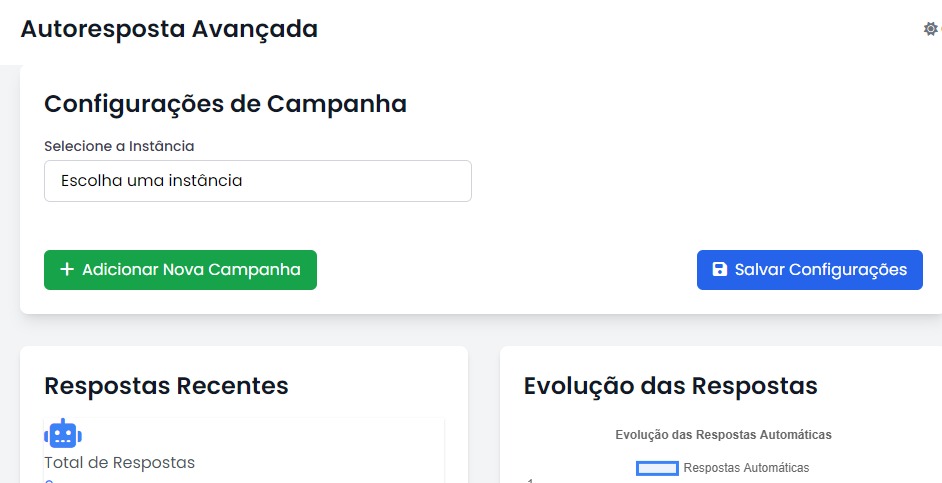 Autoresposta Avançada
Configurações de Campanha
Selecione a Instância
Escolha uma instância
+ Adicionar Nova Campanha
Salvar Configurações
Respostas Recentes
Total de Respostas
Evolução das Respostas
Evolução das Respostas Automáticas
Respostas Automáticas